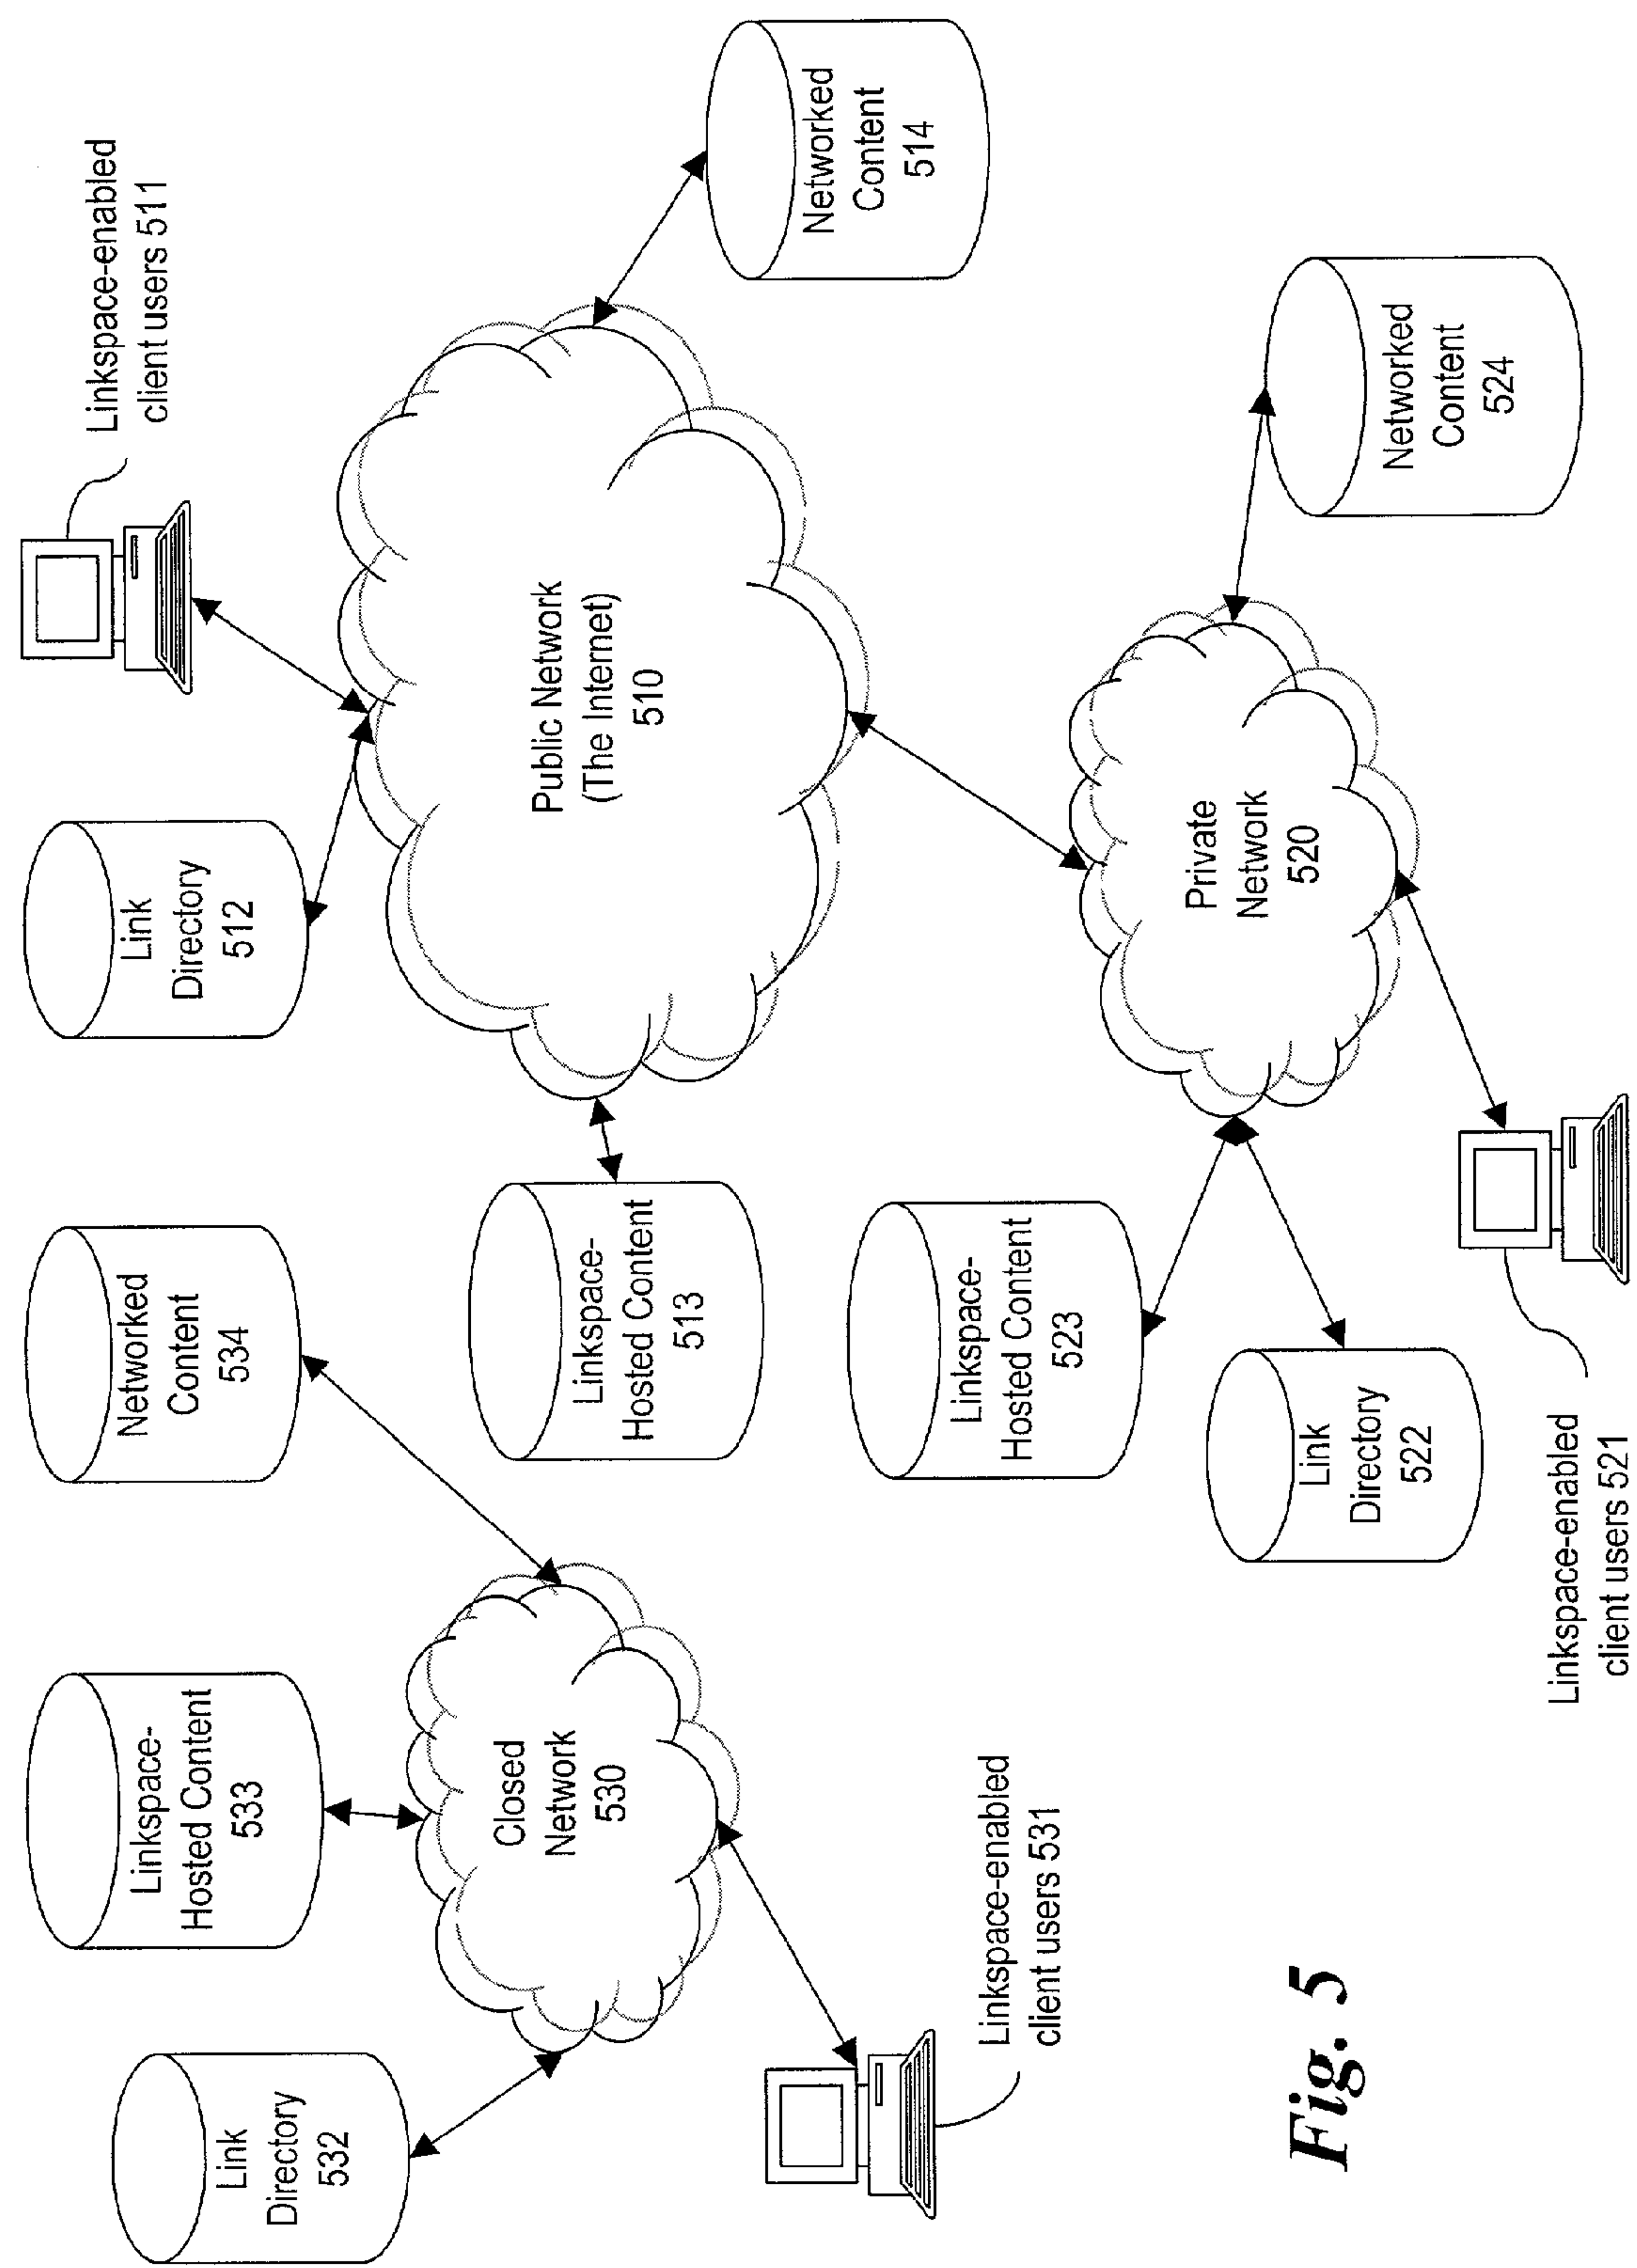 Link
Directory
532
Linkspace-
Hosted Content
533
Networked
Content
534
Link
Directory
512
Linkspace-enabled
client users 511
Closed
Network
530
Linkspace-
Hosted Content
513
Public Network
(The Internet)
510
Networked
Content
514
Linkspace-enabled
client users 531
Linkspace-
Hosted Content
523
Private
Network
520
Networked
Content
524
Link
Directory
522
Linkspace-enabled
client users 521
Fig. 5